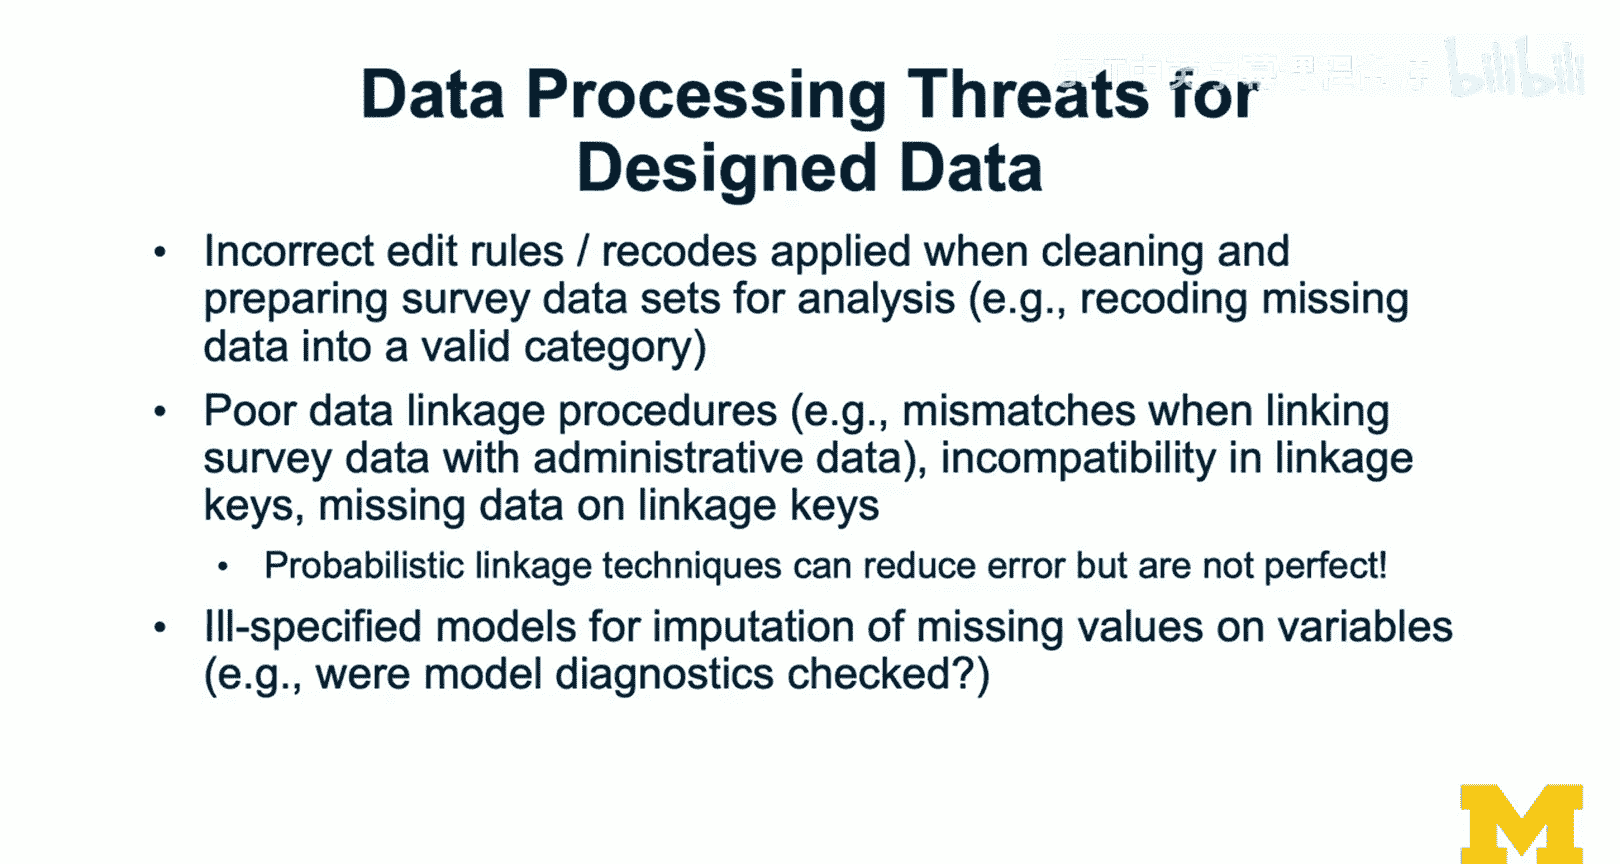 Data Processing Threats for
Designed Data
• Incorrect edit rules / recodes applied when cleaning and
preparing survey data sets for analysis (e.g., recoding missing
data into a valid category)
• Poor data linkage procedures (e.g., mismatches when linking
survey data with administrative data), incompatibility in linkage
keys, missing data on linkage keys
• Probabilistic linkage techniques can reduce error but are not perfect!
• Ill-specified models for imputation of missing values on variables
(e.g., were model diagnostics checked?)
bilibili
M